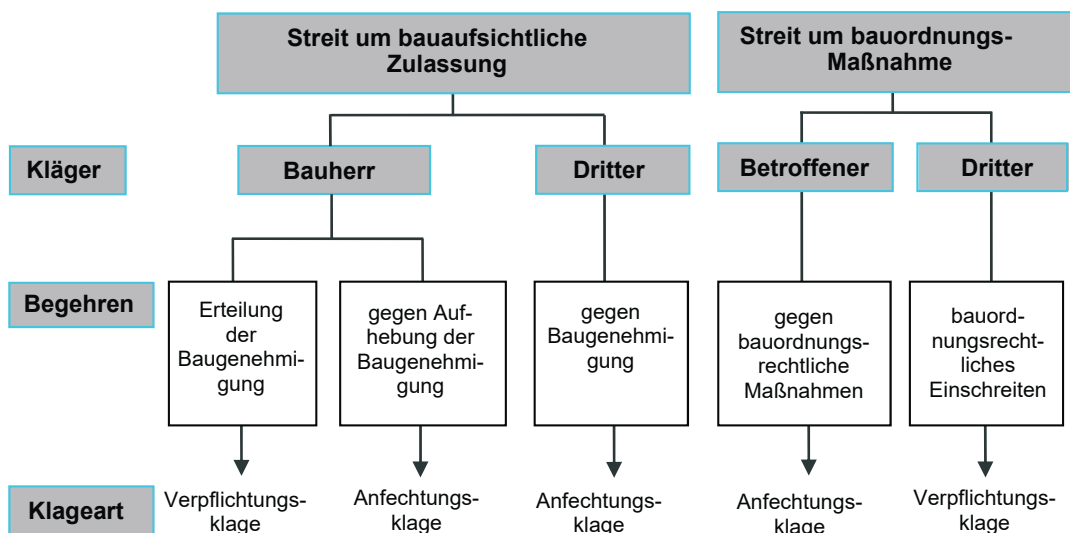 Streit um bauaufsichtliche
Zulassung
Streit um bauordnungs-
Maßnahme
Kläger
Bauherr
Dritter
Betroffener
Dritter
Begehren
Erteilung
der
Baugenehmi-
gung
gegen Auf-
hebung der
Baugenehmi-
gung
gegen
Baugenehmi-
gung
gegen
bauordnungs-
rechtliche
Maßnahmen
bauord-
nungsrecht-
liches
Einschreiten
Klageart
Verpflichtungs-
klage
Anfechtungs-
klage
Anfechtungs-
klage
Anfechtungs-
klage
Verpflichtungs-
klage